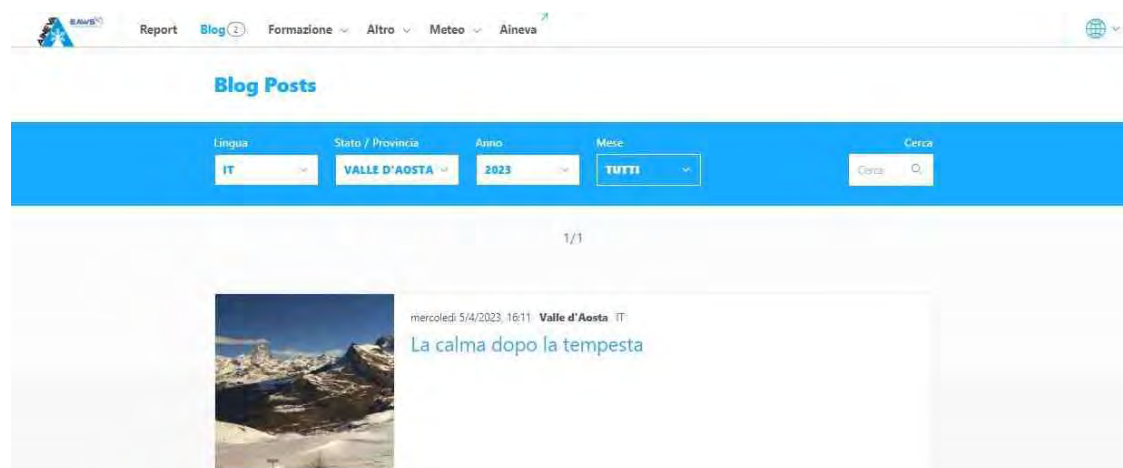 EAWS
Report Blog 2 Formazione Altro Meteo Aineva
Blog Posts
Lingua Stato / Provincia Anno Mese Cerca
IT VALLE D'AOSTA 2023 TUTTI Cerca
1/1
mercoledì 5/4/2023, 16:11 Valle d'Aosta IT
La calma dopo la tempesta